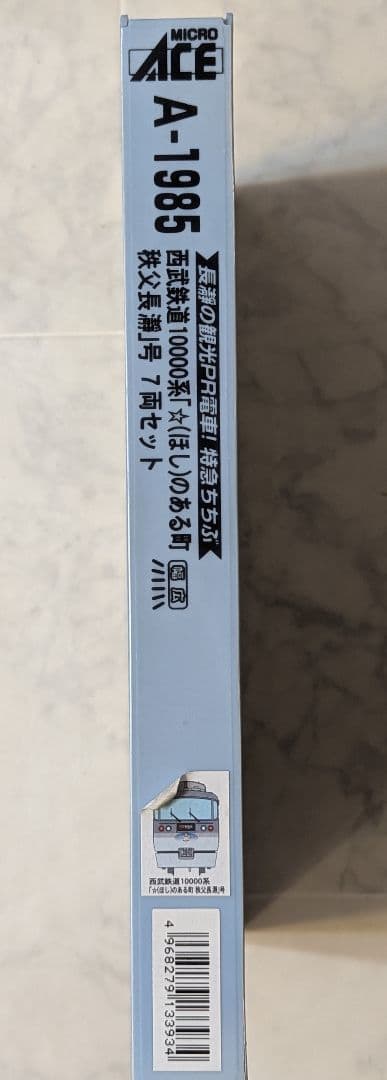 MICRO
ACE
A-1985
長瀞の観光PR電車! 特急ちちぶ
西武鉄道10000系「☆(ほし)のある町
秩父長瀞」号 7両セット
幅広
西武鉄道10000系
「☆(ほし)のある町 秩父長瀞」号
4 968279 133934